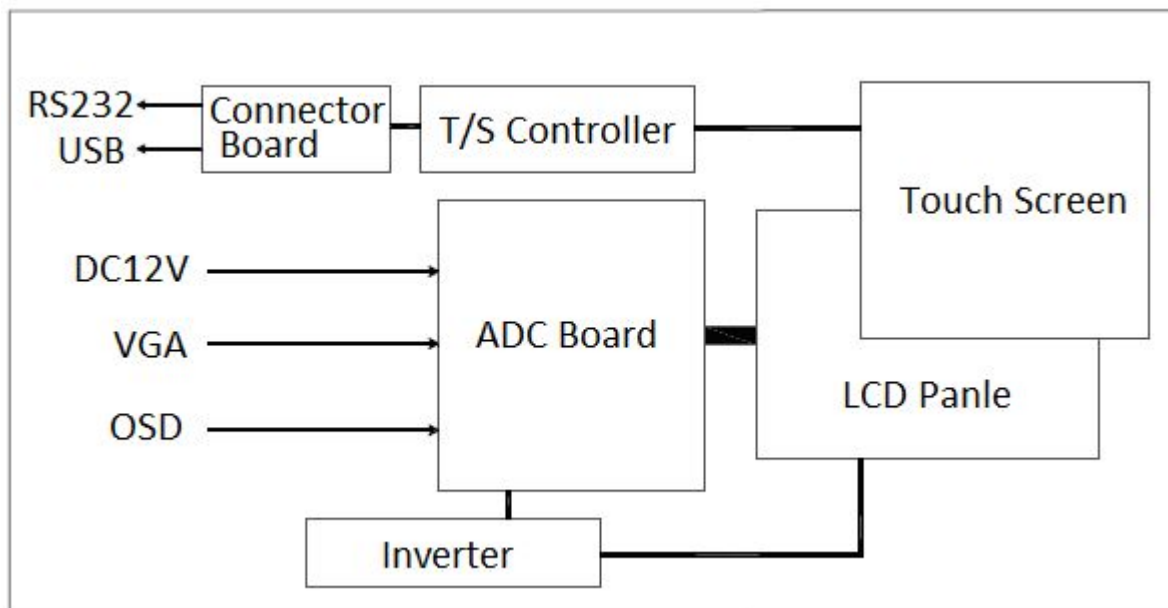 RS232
USB
Connector
Board
T/S Controller
Touch Screen
DC12V
VGA
OSD
ADC Board
LCD Panle
Inverter